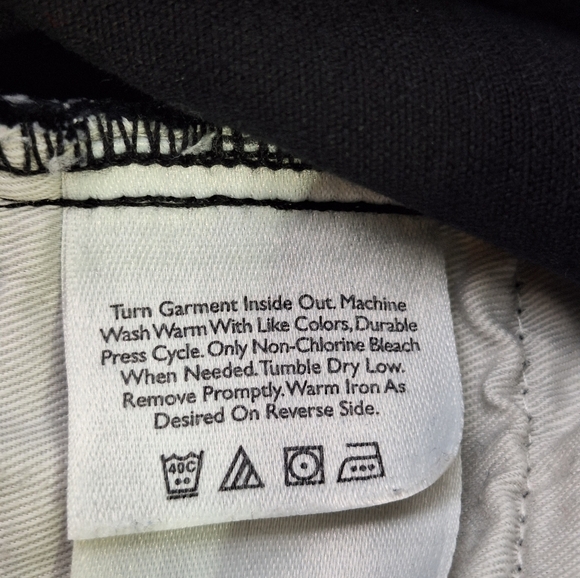 Turn Garment Inside Out. Machine
Wash Warm With Like Colors, Durable
Press Cycle. Only Non-Chlorine Bleach
When Needed. Tumble Dry Low.
Remove Promptly. Warm Iron As
Desired On Reverse Side.
40C